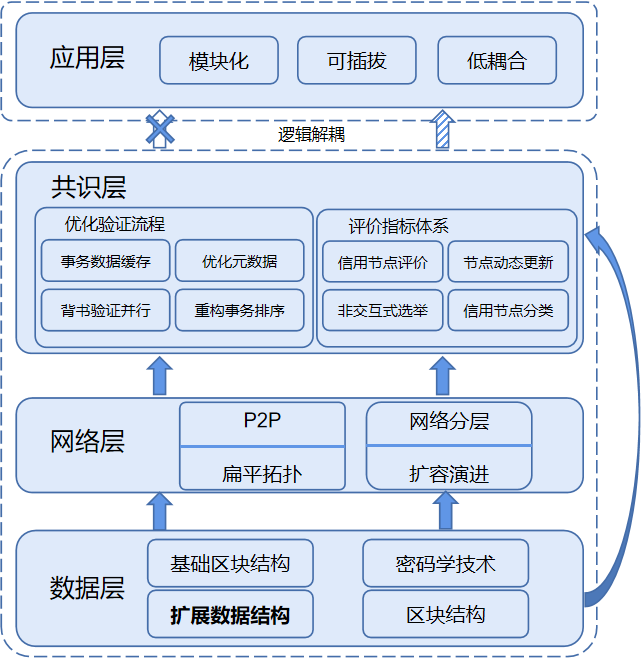 应用层
模块化
可插拔
低耦合
逻辑解耦
共识层
优化验证流程
事务数据缓存
优化元数据
背书验证并行
重构事务排序
评价指标体系
信用节点评价
节点动态更新
非交互式选举
信用节点分类
网络层
P2P
扁平拓扑
网络分层
扩容演进
数据层
基础区块结构
扩展数据结构
密码学技术
区块结构